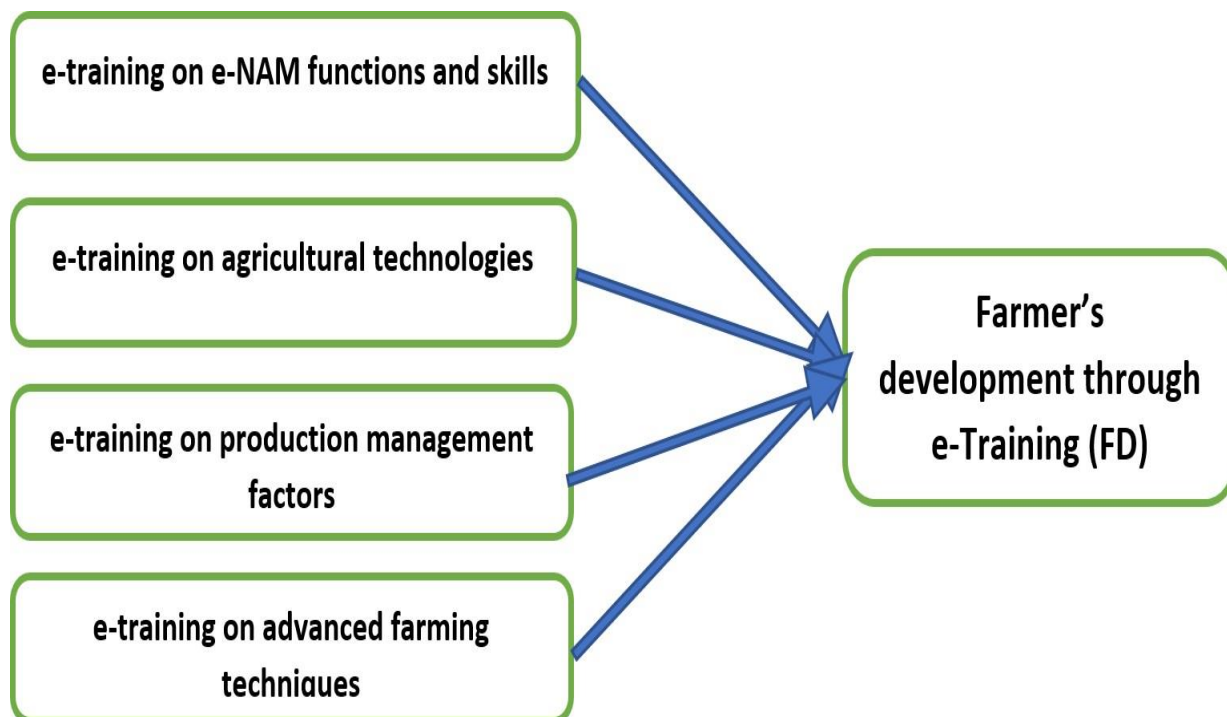 e-training on e-NAM functions and skills
e-training on agricultural technologies
e-training on production management
factors
e-training on advanced farming
techniques
Farmer’s
development through
e-Training (FD)